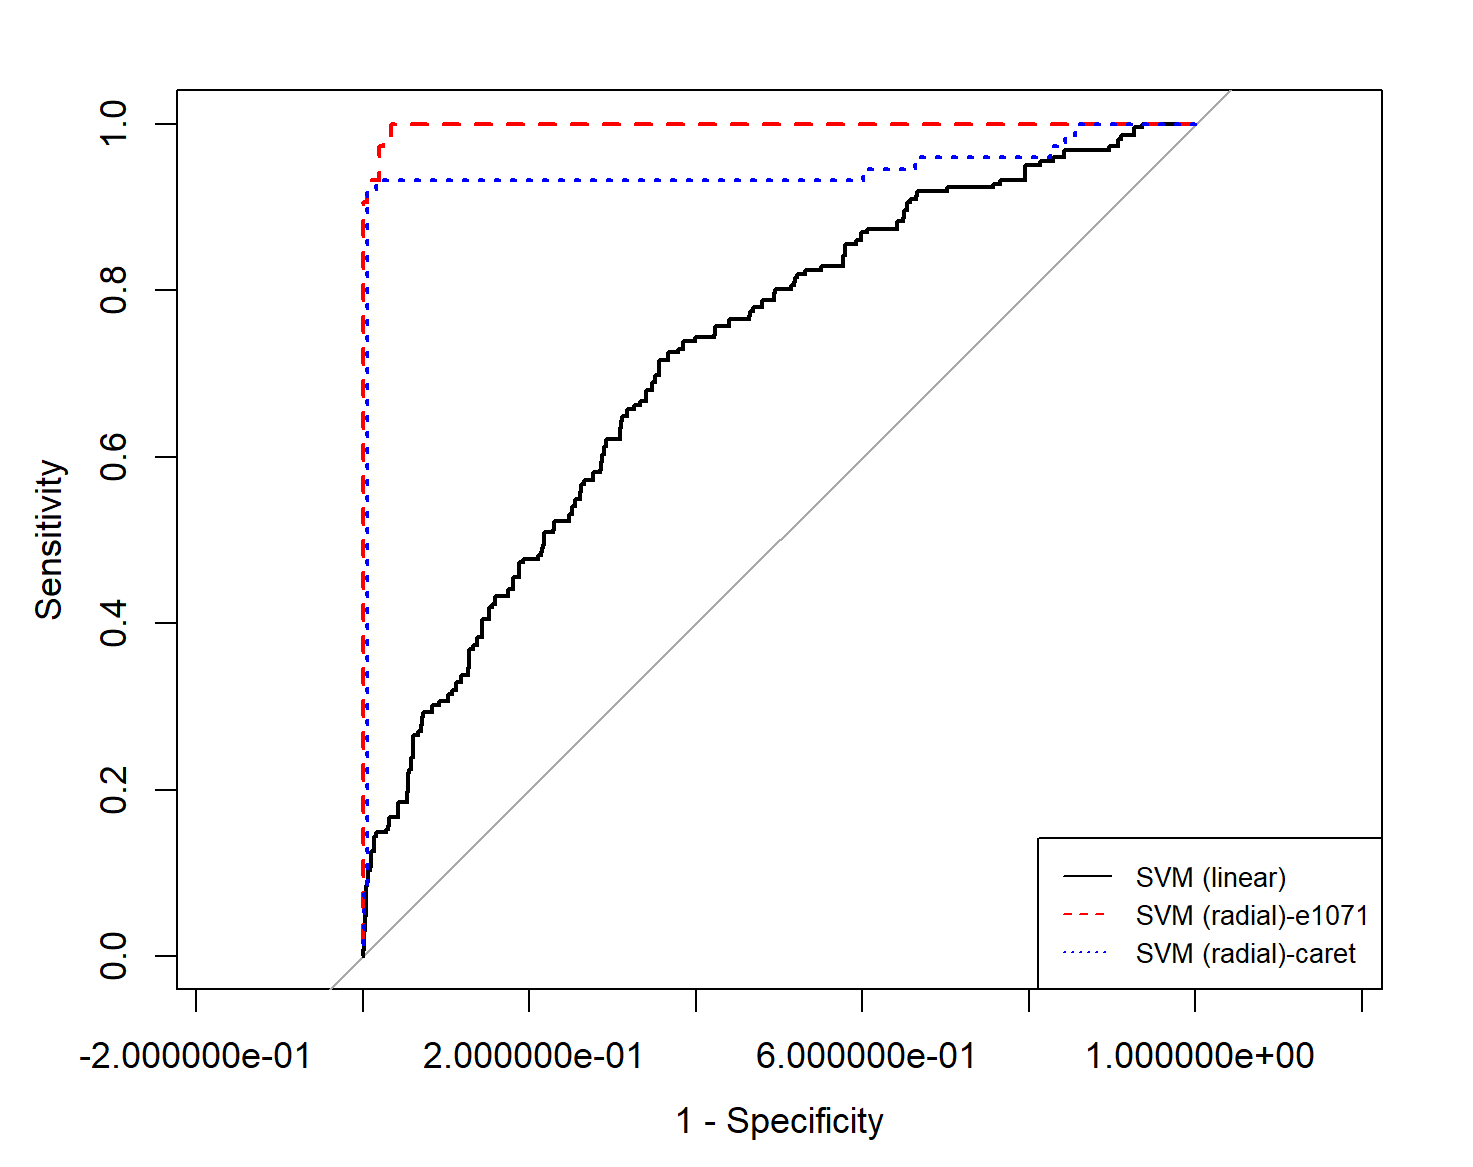 1.0
0.8
0.6
0.4
0.2
0.0
Sensitivity
SVM (linear)
SVM (radial)-e1071
SVM (radial)-caret
-2.000000e-01 2.000000e-01 6.000000e-01 1.000000e+00
1 - Specificity